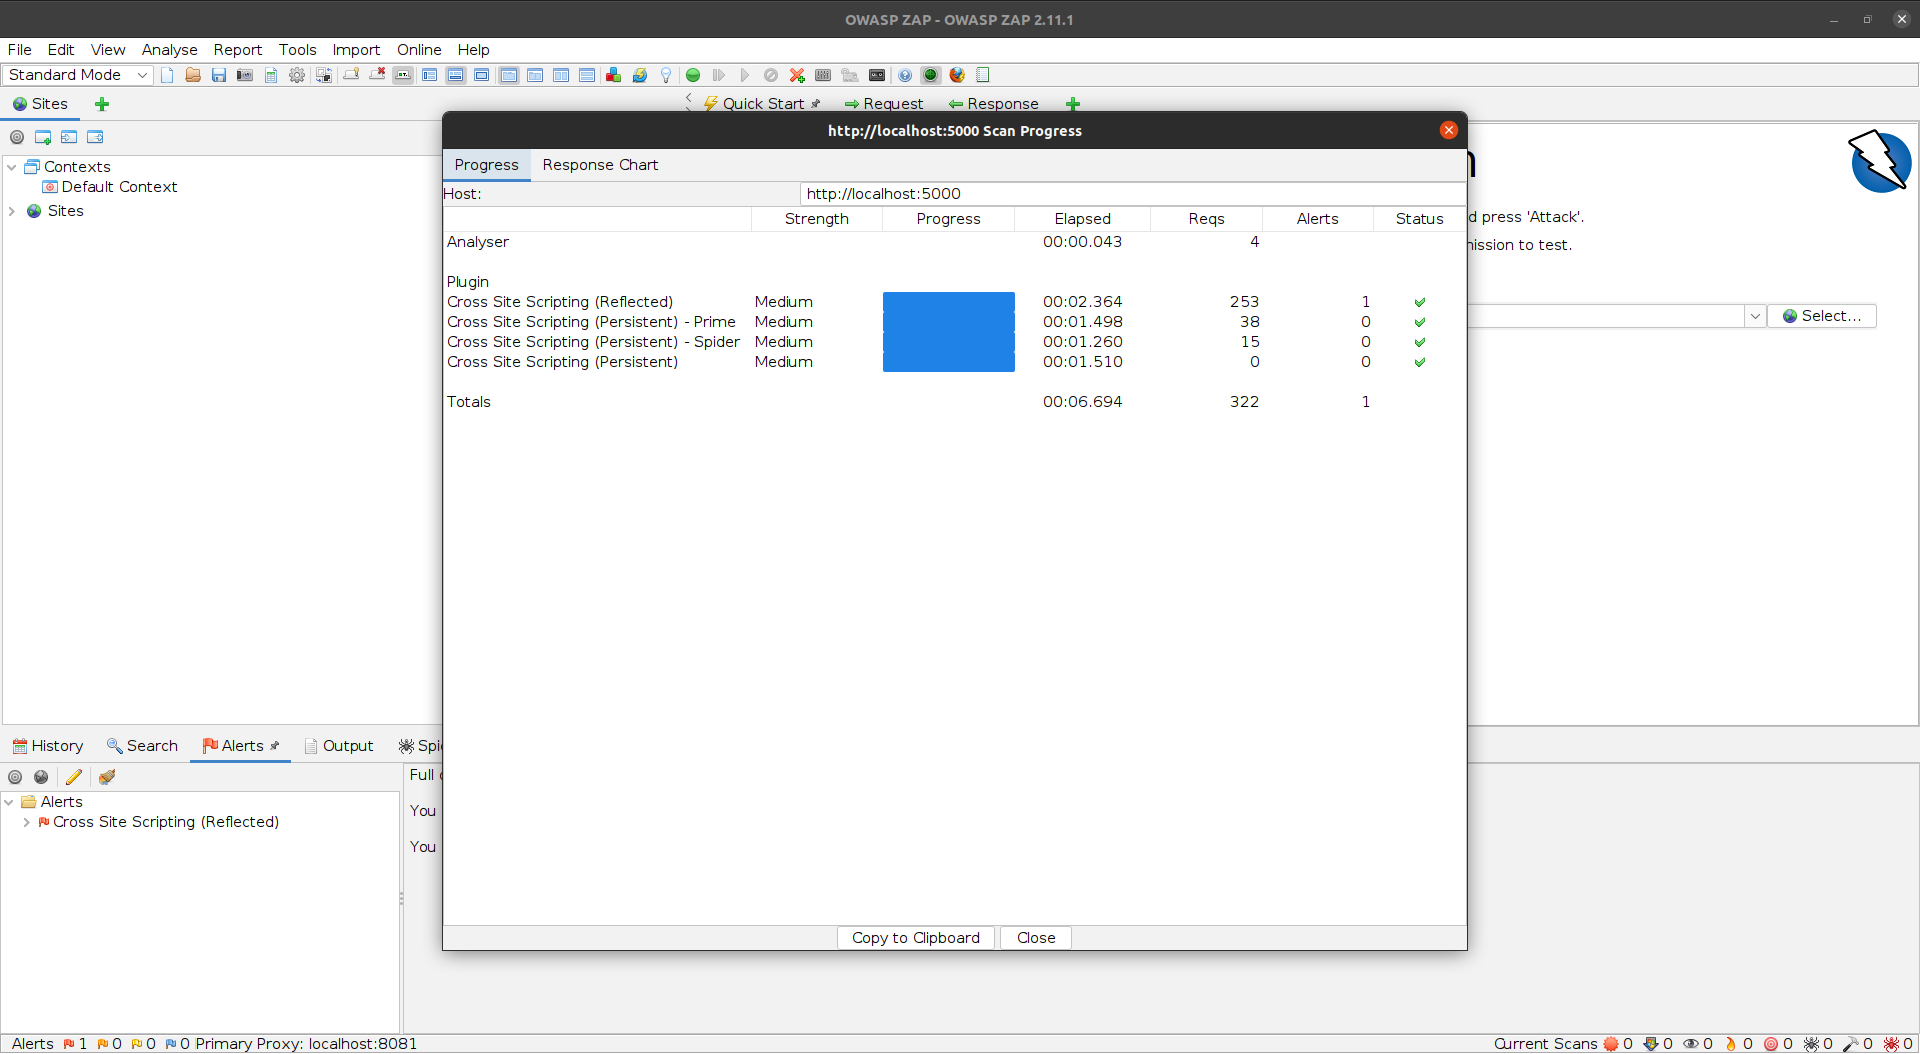 OWASP ZAP - OWASP ZAP 2.11.1
File Edit View Analyse Report Tools Import Online Help
Standard Mode
Sites
Quick Start Request Response
http://localhost:5000 Scan Progress
Contexts
Default Context
Sites
Progress Response Chart
Host: http://localhost:5000
Strength Progress Elapsed Reqs Alerts Status
Analyser 00:00.043 4
Plugin
Cross Site Scripting (Reflected) Medium 00:02.364 253 1
Cross Site Scripting (Persistent) - Prime Medium 00:01.498 38 0
Cross Site Scripting (Persistent) - Spider Medium 00:01.260 15 0
Cross Site Scripting (Persistent) Medium 00:01.510 0 0
Totals 00:06.694 322 1
Copy to Clipboard Close
d press 'Attack'.
ission to test.
Select...
History Search Alerts Output Spi
Alerts
Cross Site Scripting (Reflected)
Full
You
You
Alerts 1 0 0 0 Primary Proxy: localhost:8081
Current Scans 0 0 0 0 0 0 0 0